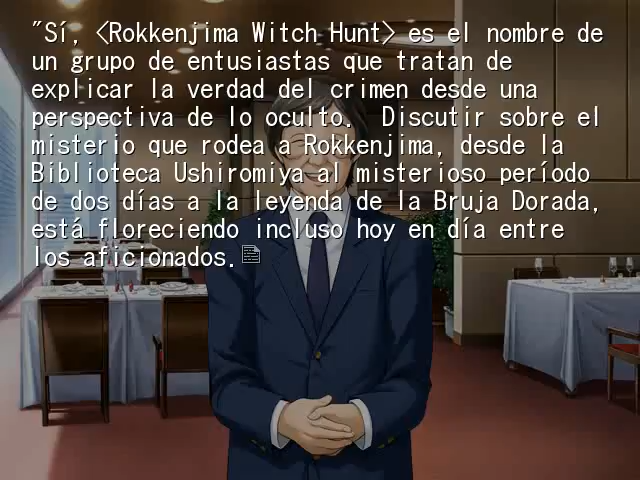 "Sí, <Rokkenjima Witch Hunt> es el nombre de
un grupo de entusiastas que tratan de
explicar la verdad del crimen desde una
perspectiva de lo oculto.  Discutir sobre el
misterio que rodea a Rokkenjima, desde la
Biblioteca Ushiromiya al misterioso período
de dos días a la leyenda de la Bruja Dorada,
está floreciendo incluso hoy en día entre
los aficionados.